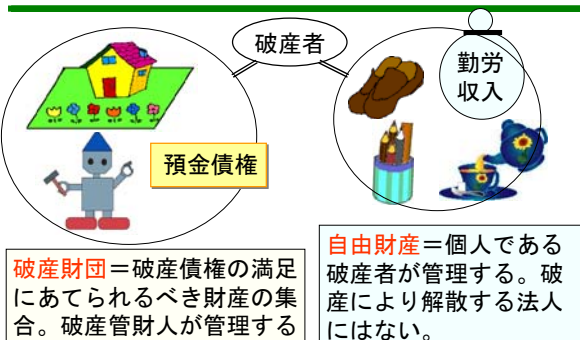 破産者
勤労
収入
預金債権
破産財団＝破産債権の満足
にあてられるべき財産の集
合。破産管財人が管理する
自由財産＝個人である
破産者が管理する。破
産により解散する法人
にはない。